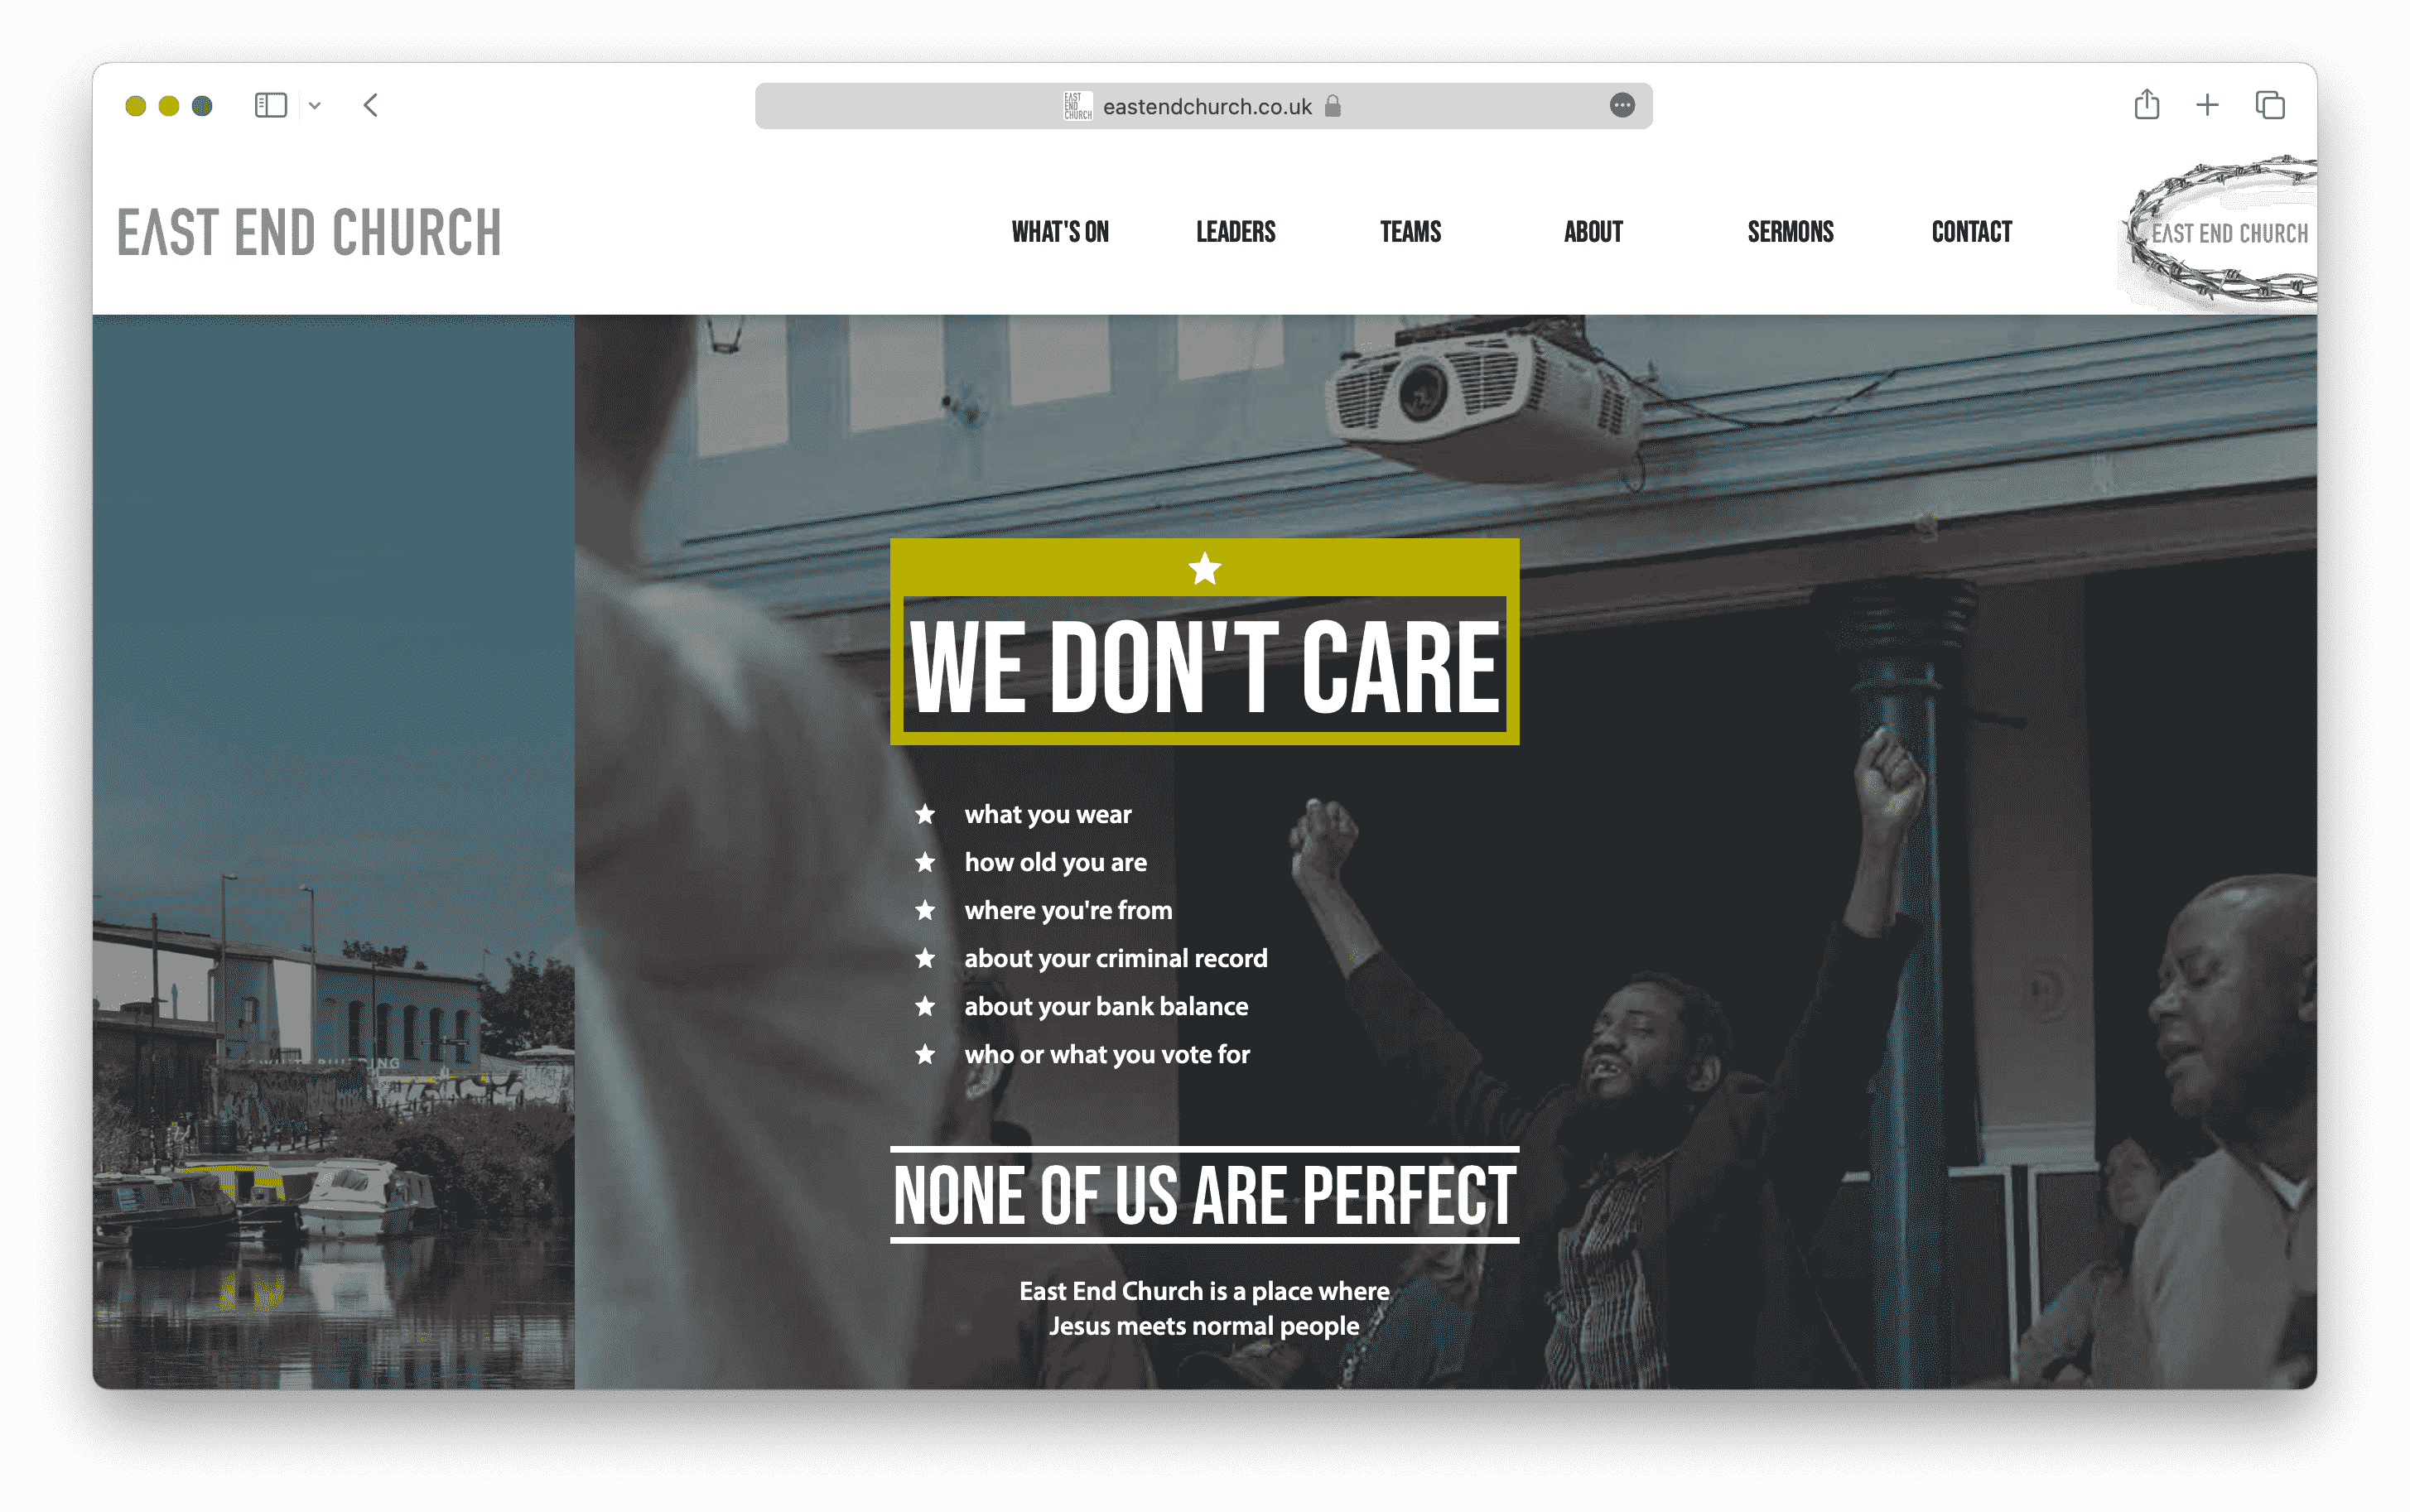 EAST
END
CHURCH
eastendchurch.co.uk
EAST END CHURCH
WHAT'S ON
LEADERS
TEAMS
ABOUT
SERMONS
CONTACT
EAST END CHURCH
WE DON'T CARE
what you wear
how old you are
where you're from
about your criminal record
about your bank balance
who or what you vote for
NONE OF US ARE PERFECT
East End Church is a place where
Jesus meets normal people